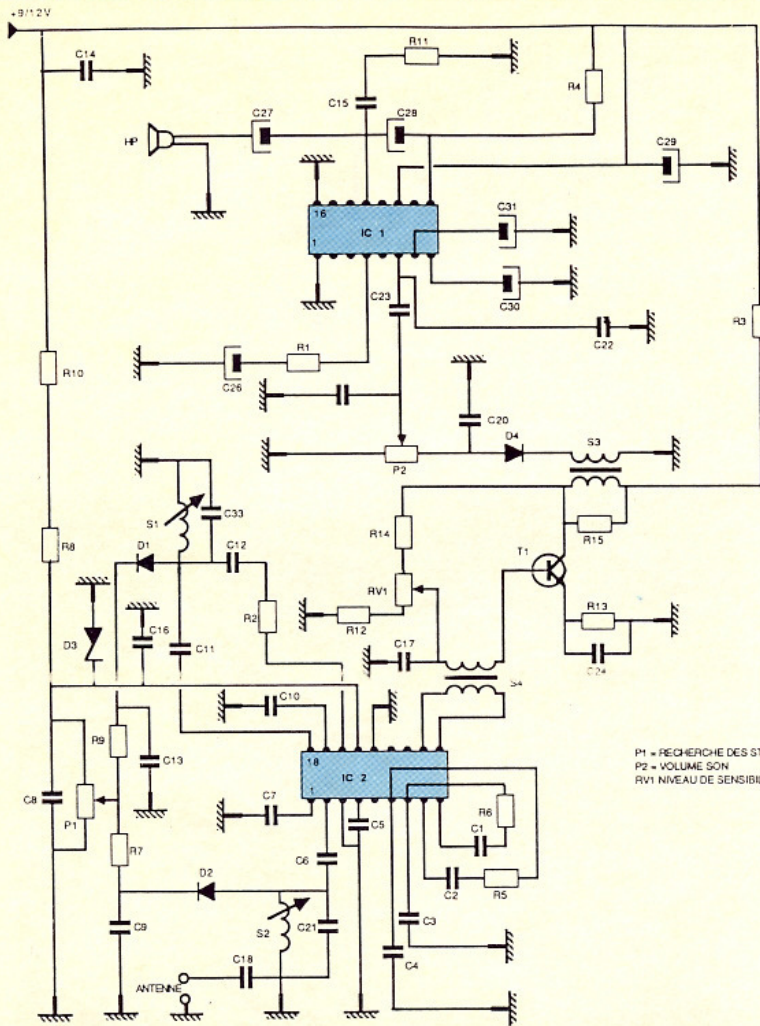 +9/12V
C14
R11
C15
R4
C27
C28
HP
C29
16
IC 1
1
C31
C30
C23
C22
R3
R1
C26
R10
C20
D4
S3
P2
S1
C33
R14
R15
T1
R8
D1
C12
RV1
R13
R12
R2
C24
D3
C16
C11
C17
S4
C10
18
IC 2
1
R9
C13
C8
P1
C7
C5
R6
C1
C6
C2
R5
R7
D2
C3
C9
S2
C21
C4
C18
ANTENNE
P1 = RECHERCHE DES
P2 = VOLUME SON
RV1 NIVEAU DE